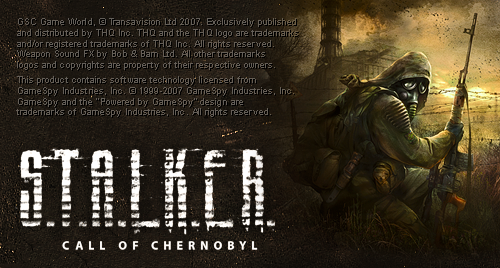 GSC Game World, © Transavision Ltd 2007. Exclusively published
and distributed by THQ Inc. THQ and the THQ logo are trademarks
and/or registered trademarks of THQ Inc. All rights reserved.
Weapon Sound FX by Bob & Barn Ltd. All other trademarks
logos and copyrights are property of their respective owners.
This product contains software technology licensed from
GameSpy Industries, Inc. © 1999-2007 GameSpy Industries, Inc.
GameSpy and the "Powered by GameSpy" design are
trademarks of GameSpy Industries, Inc. All rights reserved.
S.T.A.L.K.E.R.
CALL OF CHERNOBYL